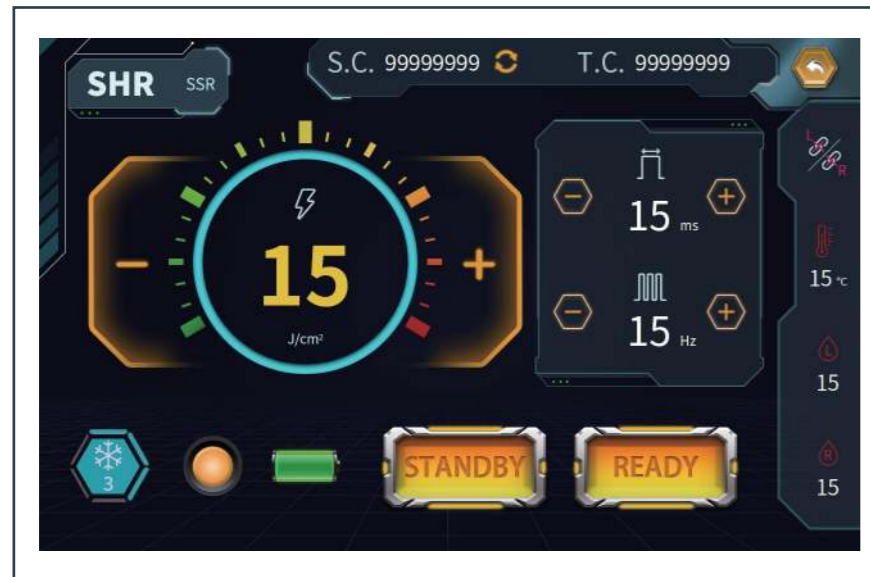 SHR SSR
S.C. 99999999 T.C. 99999999
L
R
15
J/cm²
15 ms
15 Hz
15 °C
L
15
R
15
3
STANDBY
READY